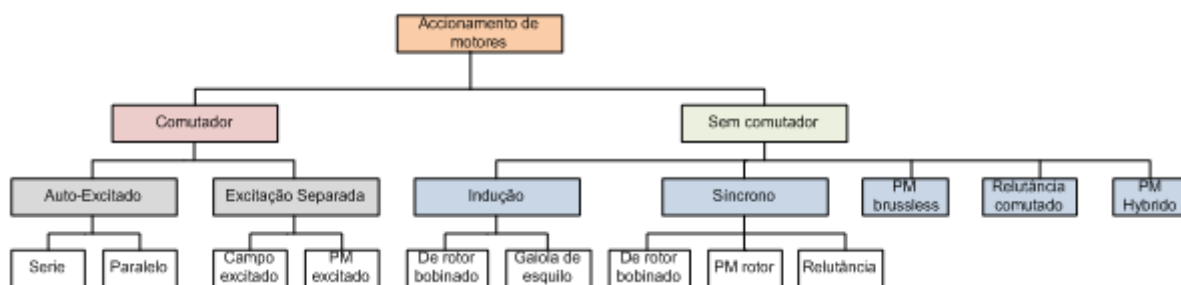 Accionamento de
motores
Comutador
Sem comutador
Auto-Excitado
Excitação Separada
Indução
Síncrono
PM
brussless
Relutância
comutado
PM
Hybrido
Serie
Paralelo
Campo
excitado
PM
excitado
De rotor
bobinado
Gaiola de
esquilo
De rotor
bobinado
PM rotor
Relutância